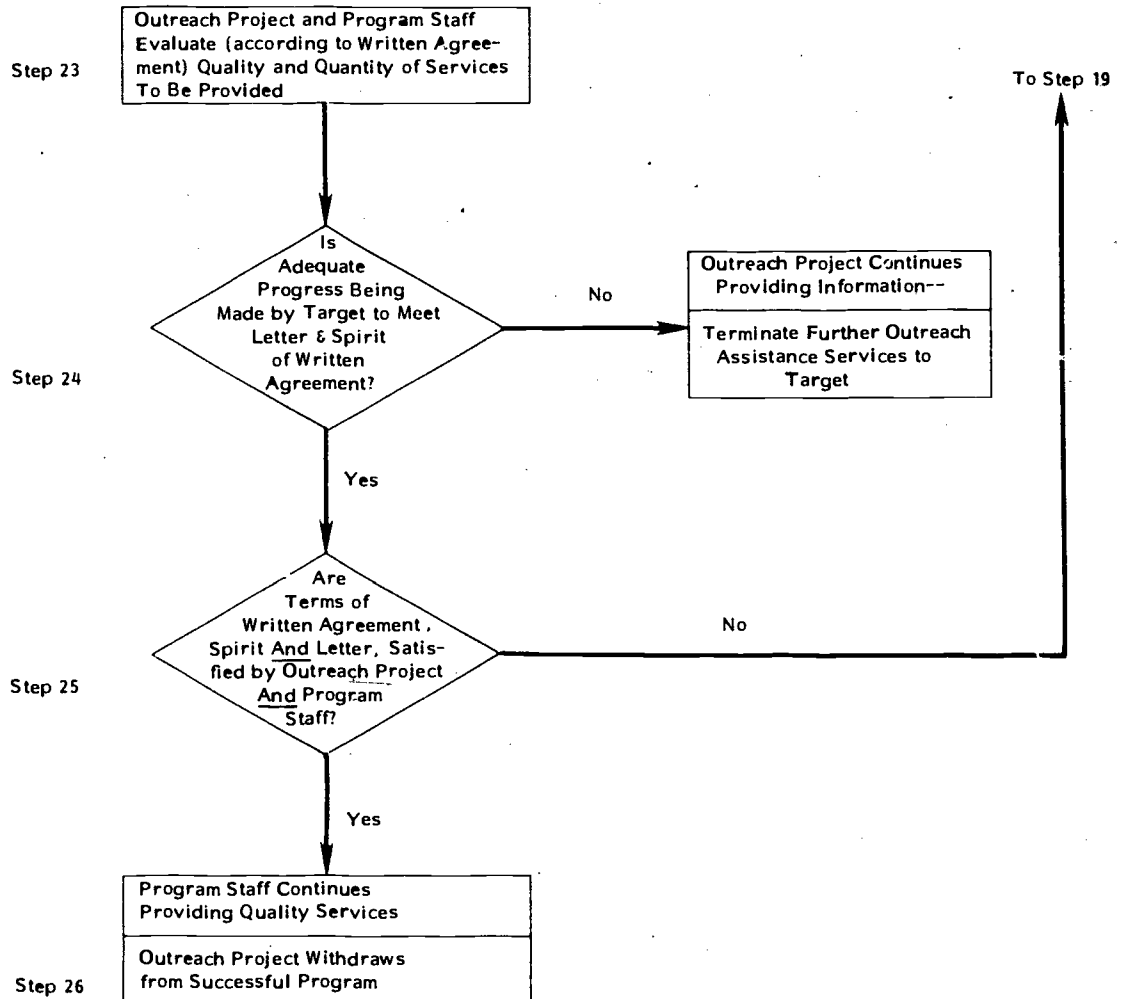 Outreach Project and Program Staff
Evaluate (according to Written Agree-
ment) Quality and Quantity of Services
To Be Provided
Step 23
To Step 19
Is
Adequate
Progress Being
Made by Target to Meet
Letter & Spirit
of Written
Agreement?
Step 24
No
Outreach Project Continues
Providing Information--
Terminate Further Outreach
Assistance Services to
Target
Yes
Are
Terms of
Written Agreement,
Spirit And Letter, Satis-
fied by Outreach Project
And Program
Staff?
Step 25
No
Yes
Program Staff Continues
Providing Quality Services
Outreach Project Withdraws
from Successful Program
Step 26